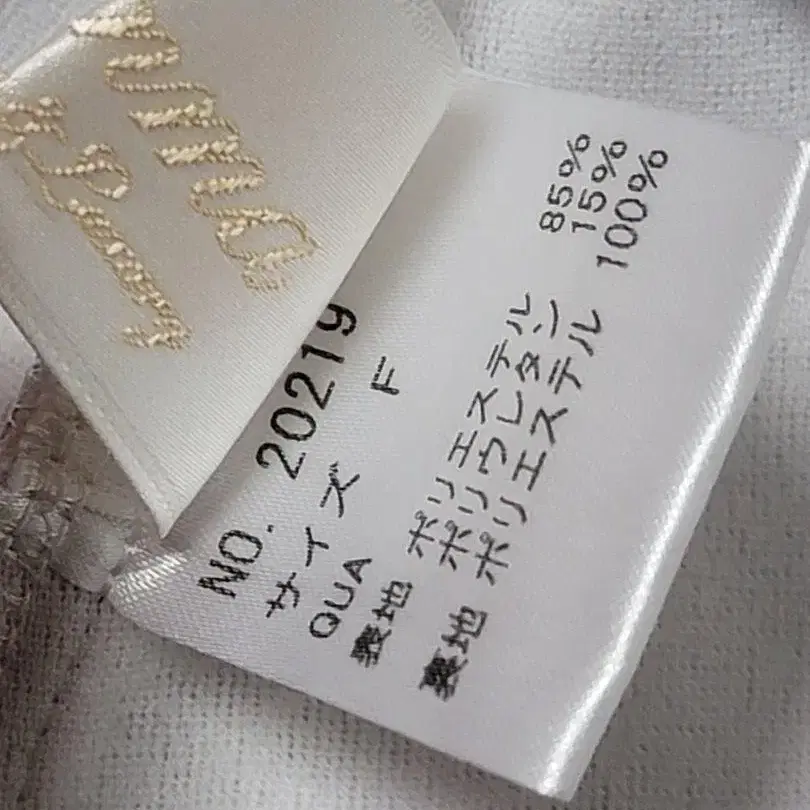 NO. 20219
サイズ F
QUA
表地 ポリエステル 85%
ポリウレタン 15%
裏地 ポリエステル 100%